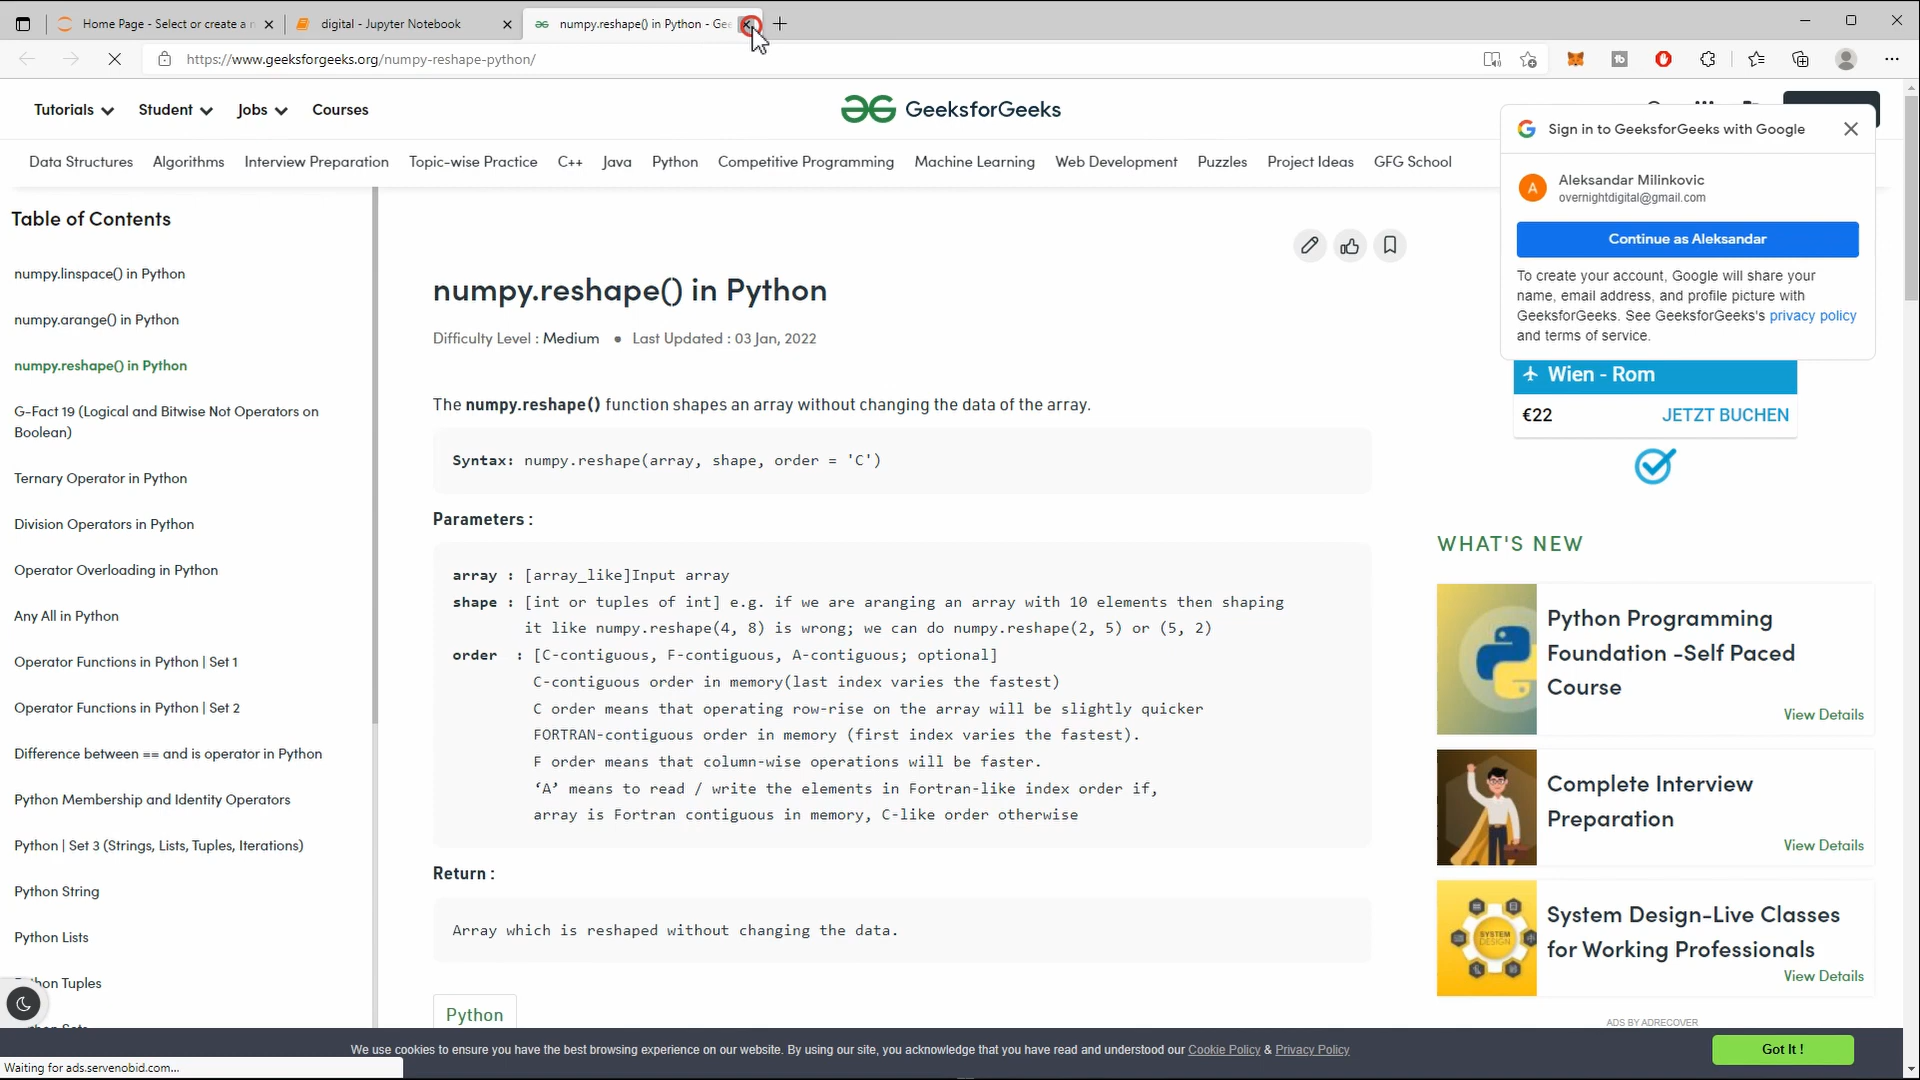 Home Page - Select or create a n
digital - Jupyter Notebook
numpy.reshape() in Python - Gee
https://www.geeksforgeeks.org/numpy-reshape-python/
Tutorials
Student
Jobs
Courses
GeeksforGeeks
Data Structures
Algorithms
Interview Preparation
Topic-wise Practice
C++
Java
Python
Competitive Programming
Machine Learning
Web Development
Puzzles
Project Ideas
GFG School
Sign in to GeeksforGeeks with Google
A
Aleksandar Milinkovic
overnightdigital@gmail.com
Continue as Aleksandar
To create your account, Google will share your
name, email address, and profile picture with
GeeksforGeeks. See GeeksforGeeks's privacy policy
and terms of service.
Table of Contents
numpy.linspace() in Python
numpy.arange() in Python
numpy.reshape() in Python
G-Fact 19 (Logical and Bitwise Not Operators on
Boolean)
Ternary Operator in Python
Division Operators in Python
Operator Overloading in Python
Any All in Python
Operator Functions in Python | Set 1
Operator Functions in Python | Set 2
Difference between == and is operator in Python
Python Membership and Identity Operators
Python | Set 3 (Strings, Lists, Tuples, Iterations)
Python String
Python Lists
hon Tuples
numpy.reshape() in Python
Difficulty Level : Medium
Last Updated : 03 Jan, 2022
The numpy.reshape() function shapes an array without changing the data of the array.
Syntax: numpy.reshape(array, shape, order = 'C')
Parameters :
array : [array_like]Input array
shape : [int or tuples of int] e.g. if we are aranging an array with 10 elements then shaping
it like numpy.reshape(4, 8) is wrong; we can do numpy.reshape(2, 5) or (5, 2)
order : [C-contiguous, F-contiguous, A-contiguous; optional]
C-contiguous order in memory(last index varies the fastest)
C order means that operating row-rise on the array will be slightly quicker
FORTRAN-contiguous order in memory (first index varies the fastest).
F order means that column-wise operations will be faster.
‘A’ means to read / write the elements in Fortran-like index order if,
array is Fortran contiguous in memory, C-like order otherwise
Return :
Array which is reshaped without changing the data.
Python
Wien - Rom
€22
JETZT BUCHEN
WHAT'S NEW
Python Programming
Foundation -Self Paced
Course
View Details
Complete Interview
Preparation
View Details
SYSTEM
DESIGN
System Design-Live Classes
for Working Professionals
View Details
ADS BY ADRECOVER
We use cookies to ensure you have the best browsing experience on our website. By using our site, you acknowledge that you have read and understood our Cookie Policy & Privacy Policy
Got It !
Waiting for ads.servenobid.com...